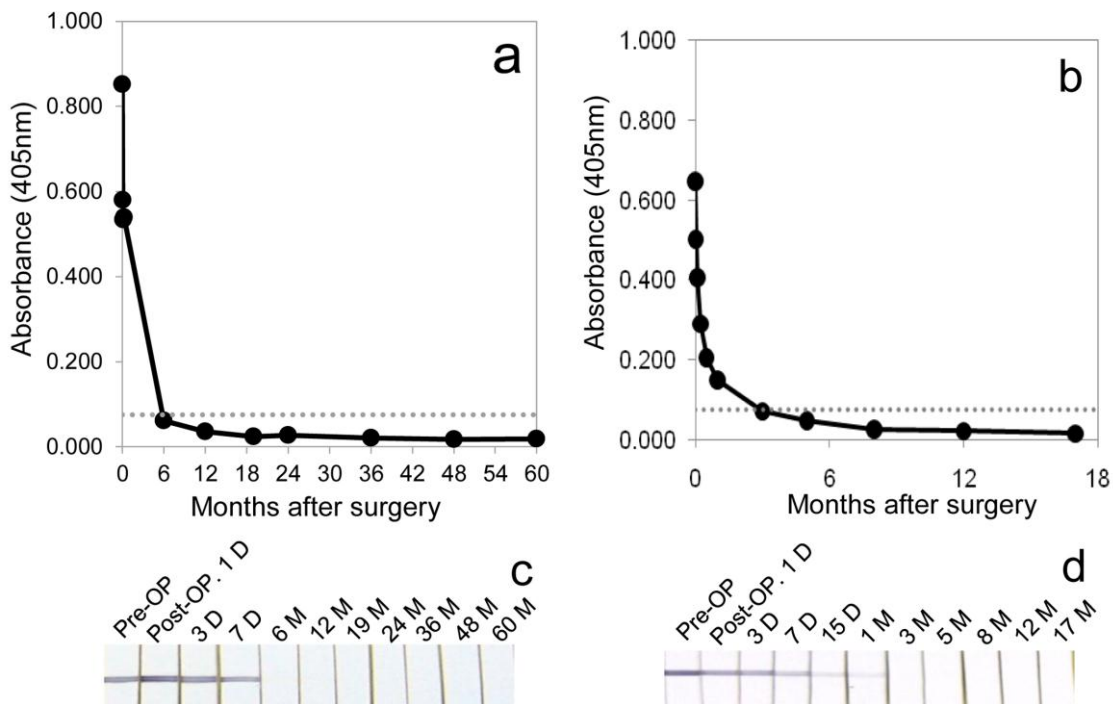 a
Absorbance (405nm)
1.000
0.800
0.600
0.400
0.200
0.000
0 6 12 18 24 30 36 42 48 54 60
Months after surgery
b
Absorbance (405nm)
1.000
0.800
0.600
0.400
0.200
0.000
0 6 12 18
Months after surgery
c
Pre-OP Post-OP. 1 D 3 D 7 D 6 M 12 M 19 M 24 M 36 M 48 M 60 M
d
Pre-OP Post-OP. 1 D 3 D 7 D 15 D 1 M 3 M 5 M 8 M 12 M 17 M